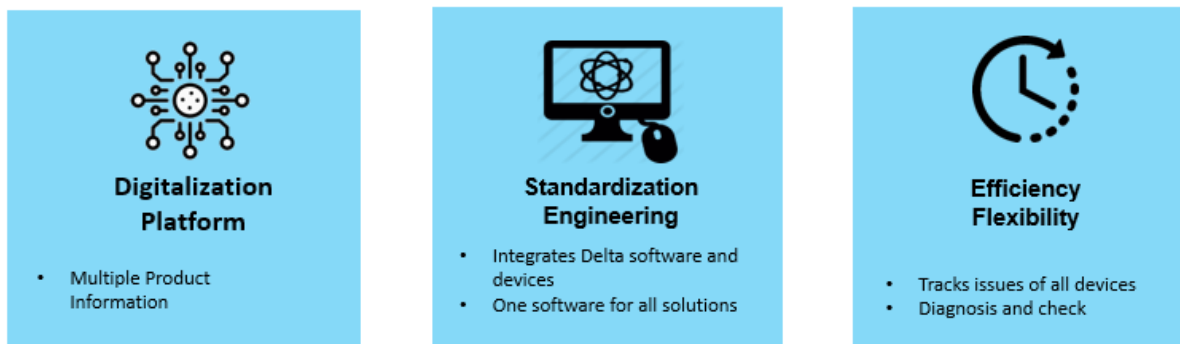 Digitalization
Platform
• Multiple Product
Information
Standardization
Engineering
• Integrates Delta software and
devices
• One software for all solutions
Efficiency
Flexibility
• Tracks issues of all devices
• Diagnosis and check